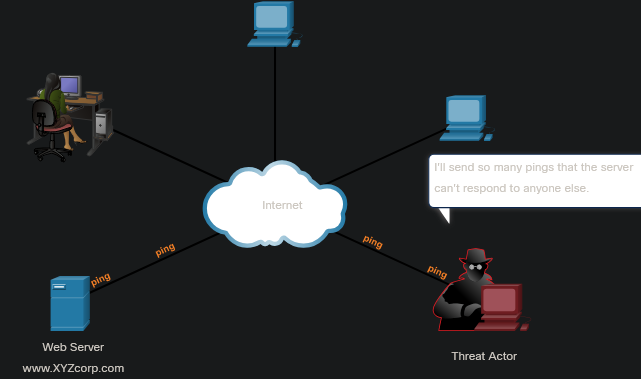 I'll send so many pings that the server
can't respond to anyone else.
Internet
ping
ping
ping
ping
Web Server
www.XYZcorp.com
Threat Actor